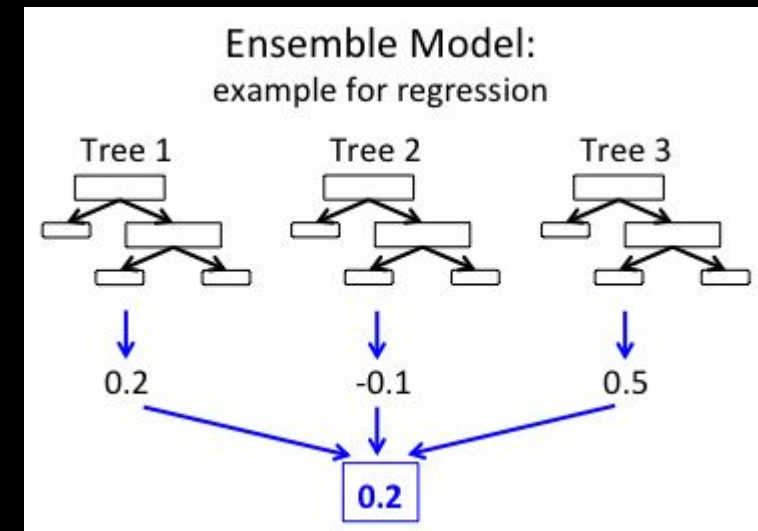 Ensemble Model:
example for regression
Tree 1 Tree 2 Tree 3
0.2 -0.1 0.5
0.2